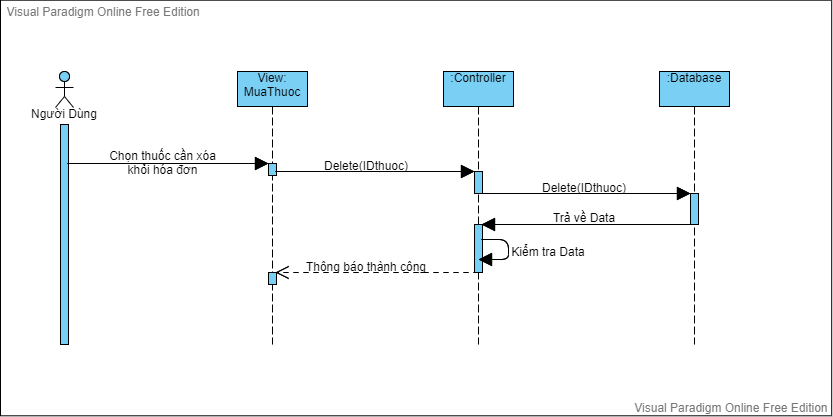 Visual Paradigm Online Free Edition
View:
MuaThuoc
:Controller
:Database
Người Dùng
Chọn thuốc cần xóa
khỏi hóa đơn
Delete(IDthuoc)
Delete(IDthuoc)
Trả về Data
Kiểm tra Data
Thông báo thành công
Visual Paradigm Online Free Edition